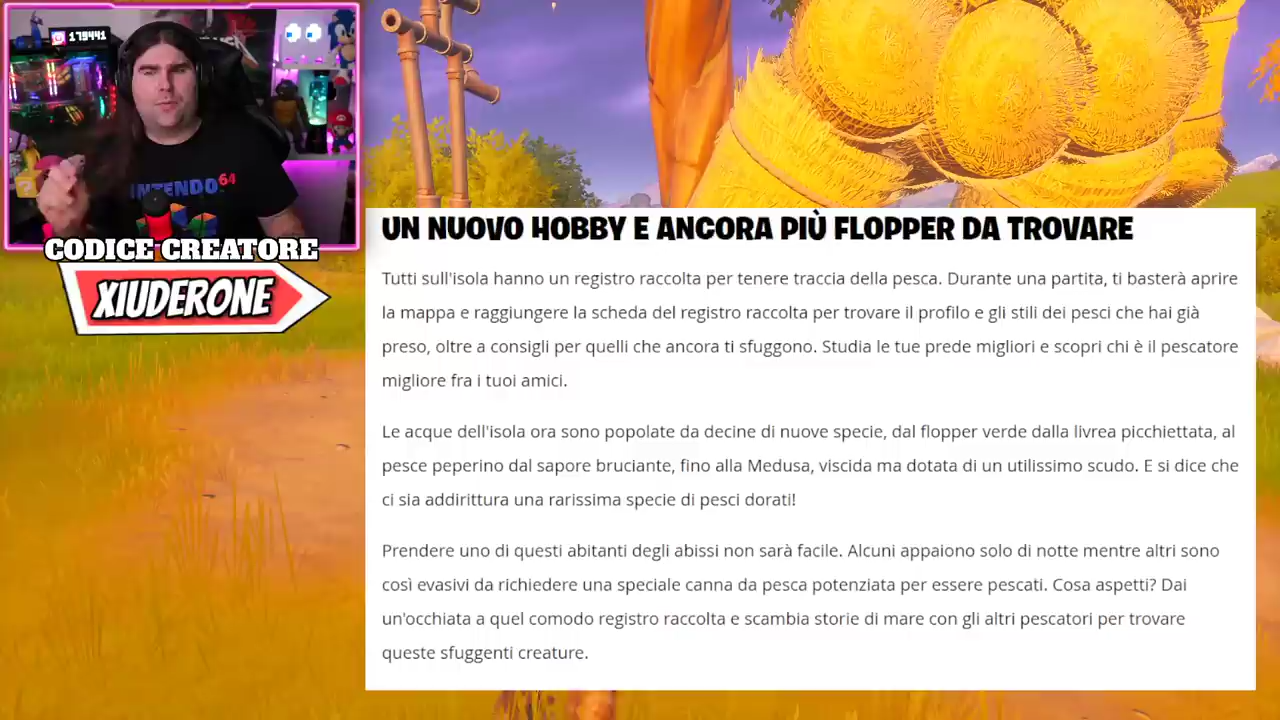 179441
NINTENDO 64
CODICE CREATORE
XIUDERONE
UN NUOVO HOBBY E ANCORA PIÙ FLOPPER DA TROVARE
Tutti sull'isola hanno un registro raccolta per tenere traccia della pesca. Durante una partita, ti basterà aprire
la mappa e raggiungere la scheda del registro raccolta per trovare il profilo e gli stili dei pesci che hai già
preso, oltre a consigli per quelli che ancora ti sfuggono. Studia le tue prede migliori e scopri chi è il pescatore
migliore fra i tuoi amici.
Le acque dell'isola ora sono popolate da decine di nuove specie, dal flopper verde dalla livrea picchiettata, al
pesce peperino dal sapore bruciante, fino alla Medusa, viscida ma dotata di un utilissimo scudo. E si dice che
ci sia addirittura una rarissima specie di pesci dorati!
Prendere uno di questi abitanti degli abissi non sarà facile. Alcuni appaiono solo di notte mentre altri sono
così evasivi da richiedere una speciale canna da pesca potenziata per essere pescati. Cosa aspetti? Dai
un'occhiata a quel comodo registro raccolta e scambia storie di mare con gli altri pescatori per trovare
queste sfuggenti creature.